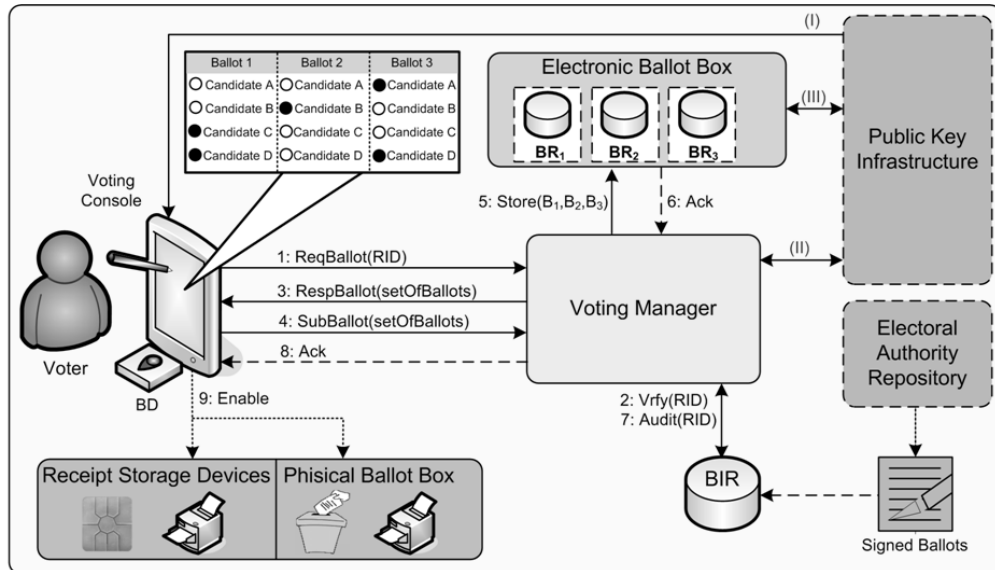 (I)
Ballot 1 Ballot 2 Ballot 3
Candidate A Candidate A Candidate A
Candidate B Candidate B Candidate B
Candidate C Candidate C Candidate C
Candidate D Candidate D Candidate D
Electronic Ballot Box
BR1 BR2 BR3
(III)
Public Key
Infrastructure
Voting
Console
5: Store(B1,B2,B3)
6: Ack
1: ReqBallot(RID)
3: RespBallot(setOfBallots)
4: SubBallot(setOfBallots)
8: Ack
Voting Manager
(II)
Electoral
Authority
Repository
Voter
BD
9: Enable
2: Vrfy(RID)
7: Audit(RID)
Receipt Storage Devices
Phisical Ballot Box
BIR
Signed Ballots